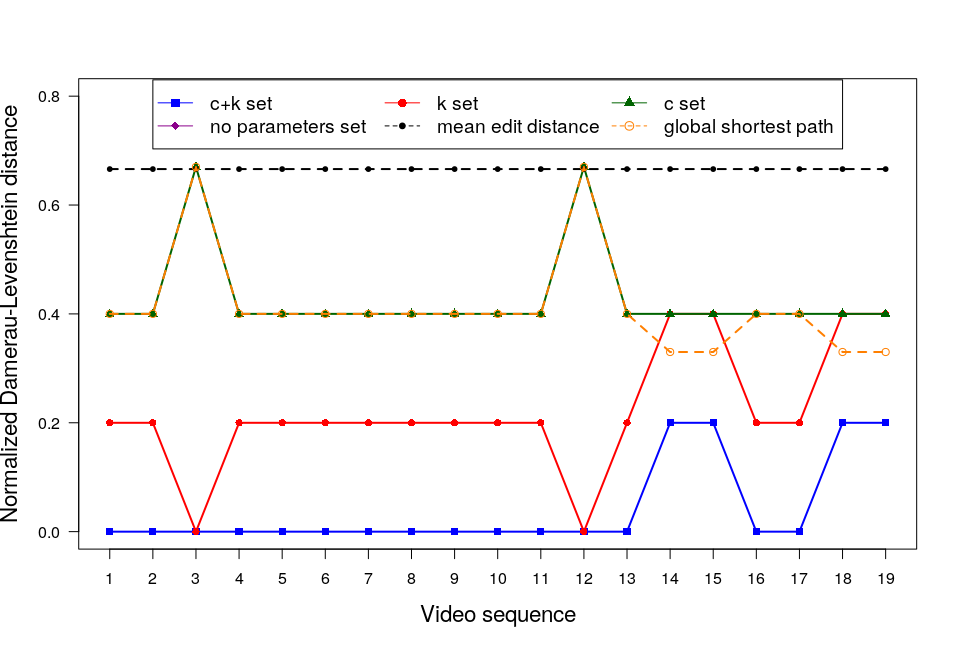 Normalized Damerau-Levenshtein distance
0.8
0.6
0.4
0.2
0.0
c+k set
k set
c set
no parameters set
mean edit distance
global shortest path
1 2 3 4 5 6 7 8 9 10 11 12 13 14 15 16 17 18 19
Video sequence